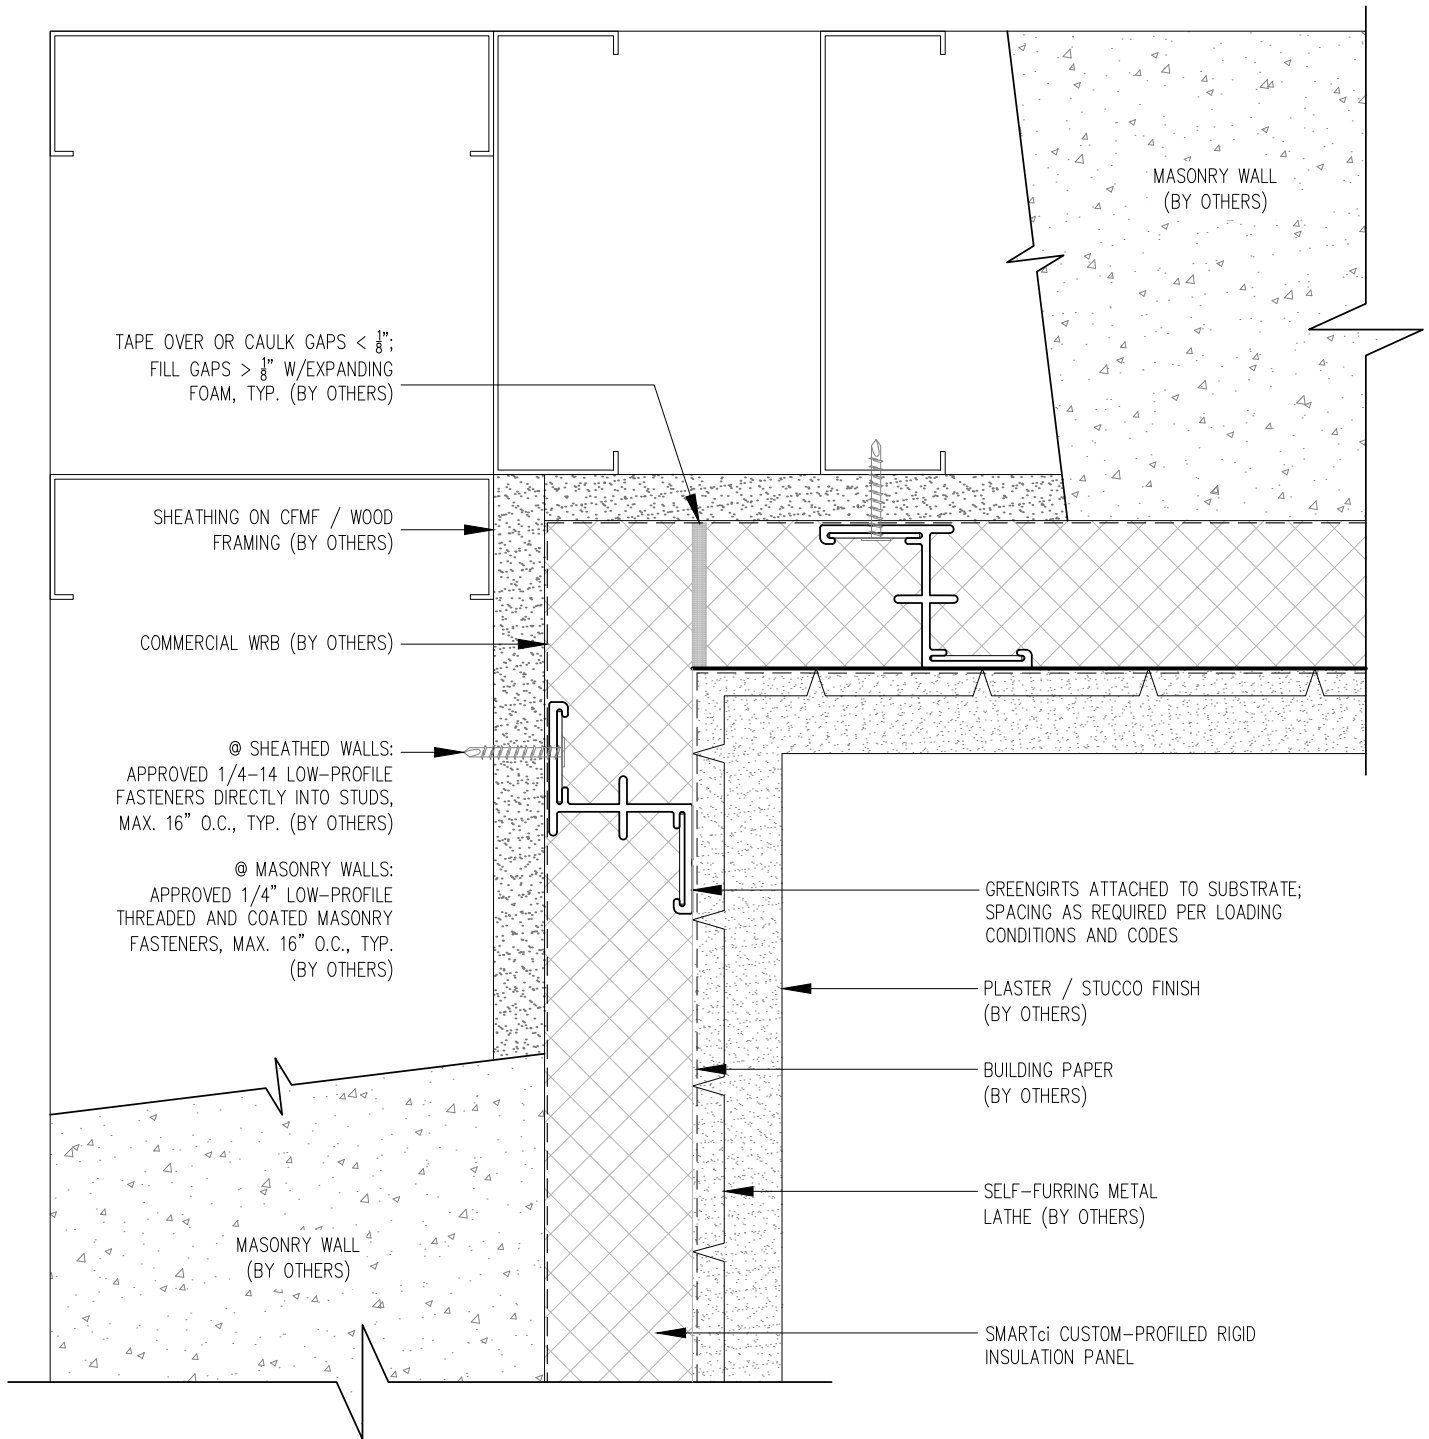 MASONRY WALL
(BY OTHERS)
TAPE OVER OR CAULK GAPS < 1/8";
FILL GAPS > 1/8" W/EXPANDING
FOAM, TYP. (BY OTHERS)
SHEATHING ON CFMF / WOOD
FRAMING (BY OTHERS)
COMMERCIAL WRB (BY OTHERS)
@ SHEATHED WALLS:
APPROVED 1/4-14 LOW-PROFILE
FASTENERS DIRECTLY INTO STUDS,
MAX. 16" O.C., TYP. (BY OTHERS)
@ MASONRY WALLS:
APPROVED 1/4" LOW-PROFILE
THREADED AND COATED MASONRY
FASTENERS, MAX. 16" O.C., TYP.
(BY OTHERS)
GREENGIRTS ATTACHED TO SUBSTRATE;
SPACING AS REQUIRED PER LOADING
CONDITIONS AND CODES
PLASTER / STUCCO FINISH
(BY OTHERS)
BUILDING PAPER
(BY OTHERS)
SELF-FURRING METAL
LATHE (BY OTHERS)
MASONRY WALL
(BY OTHERS)
SMARTci CUSTOM-PROFILED RIGID
INSULATION PANEL